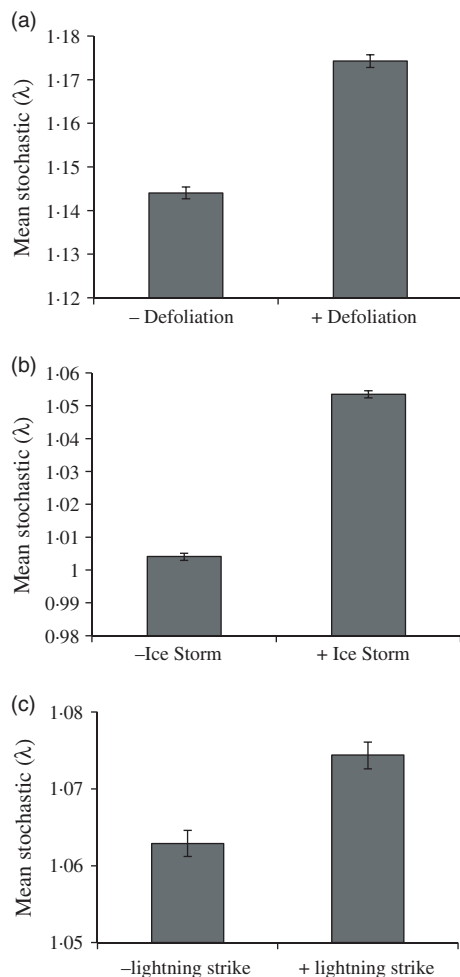 (a)
Mean stochastic (λ)
1·18
1·17
1·16
1·15
1·14
1·13
1·12
– Defoliation
+ Defoliation
(b)
Mean stochastic (λ)
1·06
1·05
1·04
1·03
1·02
1·01
1
0·99
0·98
–Ice Storm
+ Ice Storm
(c)
Mean stochastic (λ)
1·08
1·07
1·06
1·05
–lightning strike
+ lightning strike